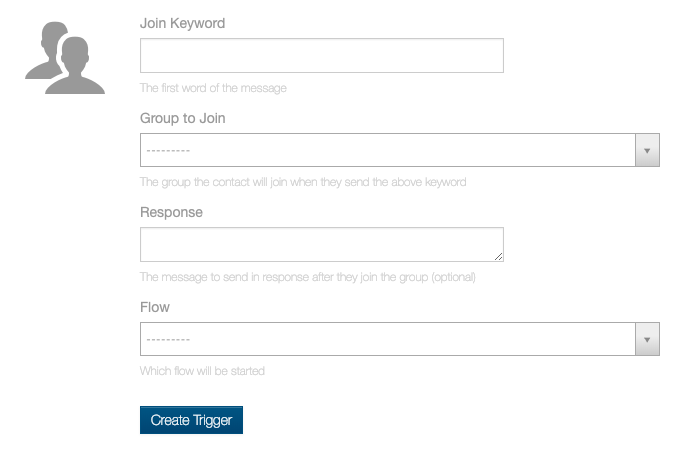 Join Keyword
The first word of the message
Group to Join
---------
The group the contact will join when they send the above keyword
Response
The message to send in response after they join the group (optional)
Flow
---------
Which flow will be started
Create Trigger